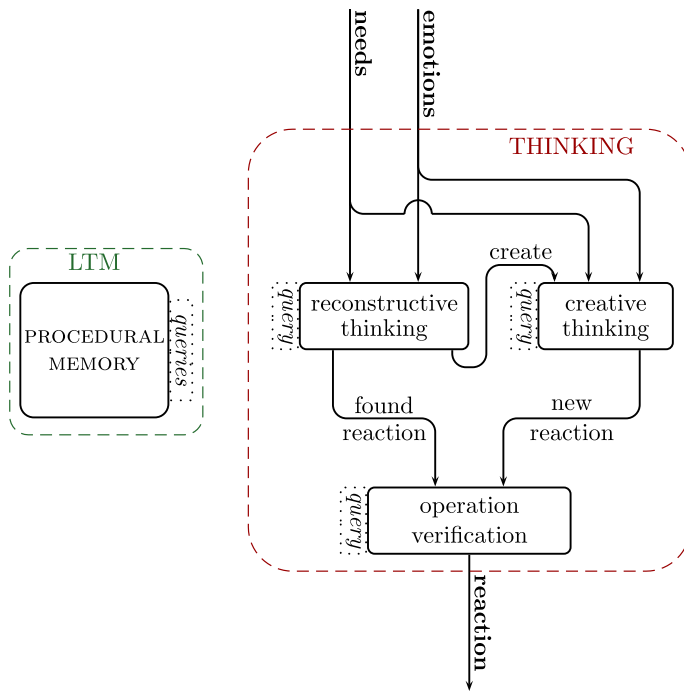 needs
emotions
THINKING
LTM
create
PROCEDURAL
MEMORY
queries
query
reconstructive
thinking
query
creative
thinking
found
reaction
new
reaction
query
operation
verification
reaction